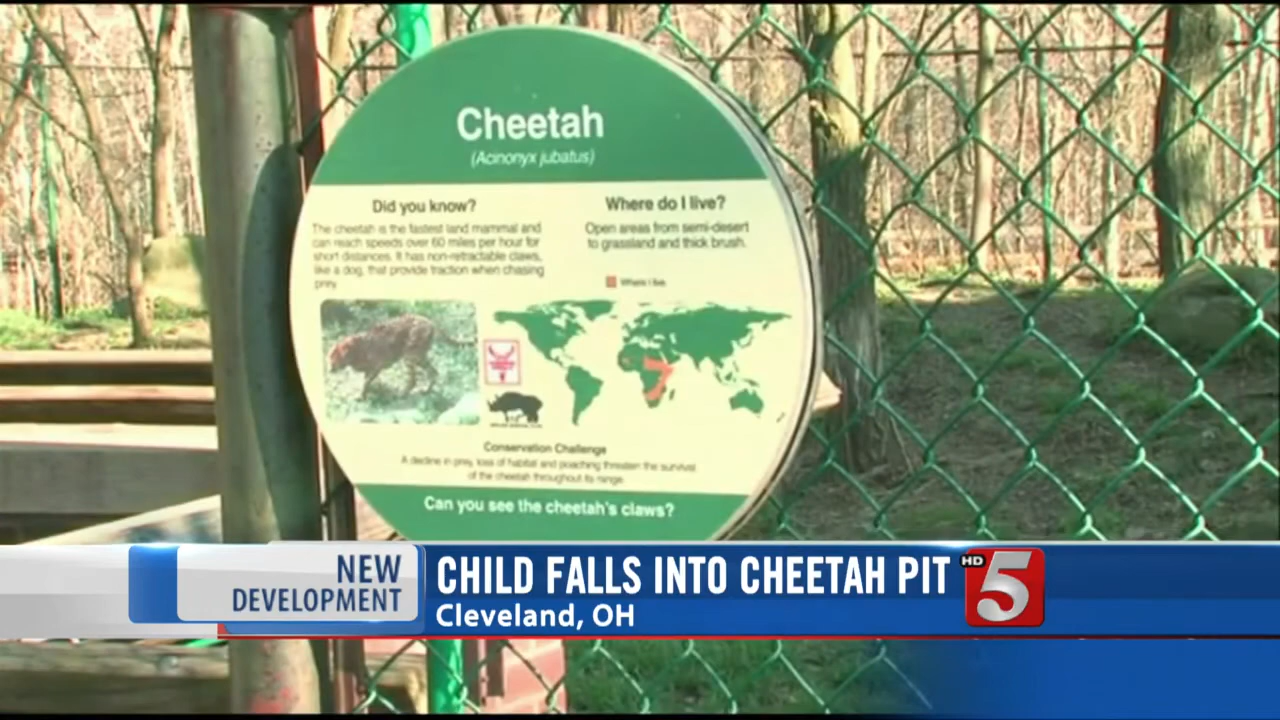 Cheetah
(Acinonyx jubatus)
Did you know?
The cheetah is the fastest land mammal and
can reach speeds over 60 miles per hour for
short distances. It has non-retractable claws,
like a dog, that provide traction when chasing
prey.
Where do I live?
Open areas from semi-desert
to grassland and thick brush.
Where I live.
Conservation Challenge
A decline in prey, loss of habitat and poaching threaten the survival
of the cheetah throughout its range.
Can you see the cheetah's claws?
NEW
DEVELOPMENT
CHILD FALLS INTO CHEETAH PIT
Cleveland, OH
HD
5